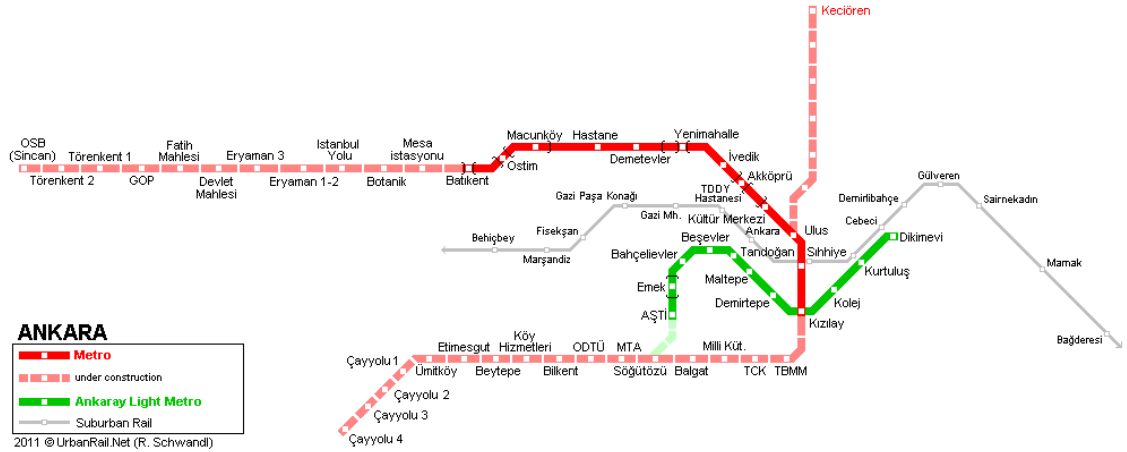 Keciören
OSB
(Sincan)
Törenkent 2
Törenkent 1
GOP
Fatih
Mahlesi
Devlet
Mahlesi
Eryaman 3
Eryaman 1-2
Istanbul
Yolu
Botanik
Mesa
istasyonu
Batikent
Ostim
Macunköy
Hastane
Demetevler
Yenimahalle
İvedik
Akköprü
TDDY
Hastanesi
Kültür Merkezi
Ankara
Ulus
Gazi Paşa Konağı
Gazi Mh.
Fisekşan
Behiçbey
Marşandiz
Gülveren
Demirlibahçe
Cebeci
Sairnekadın
Dikimevi
Mamak
Bağderesi
Bahçelievler
Beşevler
Tandoğan
Sıhhiye
Maltepe
Emek
Demirtepe
AŞTİ
Kurtuluş
Kolej
Kızılay
Çayyolu 1
Ümitköy
Etimesgut
Beytepe
Köy
Hizmetleri
Bilkent
ODTÜ
MTA
Söğütözü
Balgat
Milli Küt.
TCK
TBMM
Çayyolu 2
Çayyolu 3
Çayyolu 4
ANKARA
Metro
under construction
Ankaray Light Metro
Suburban Rail
2011 © UrbanRail.Net (R. Schwandl)